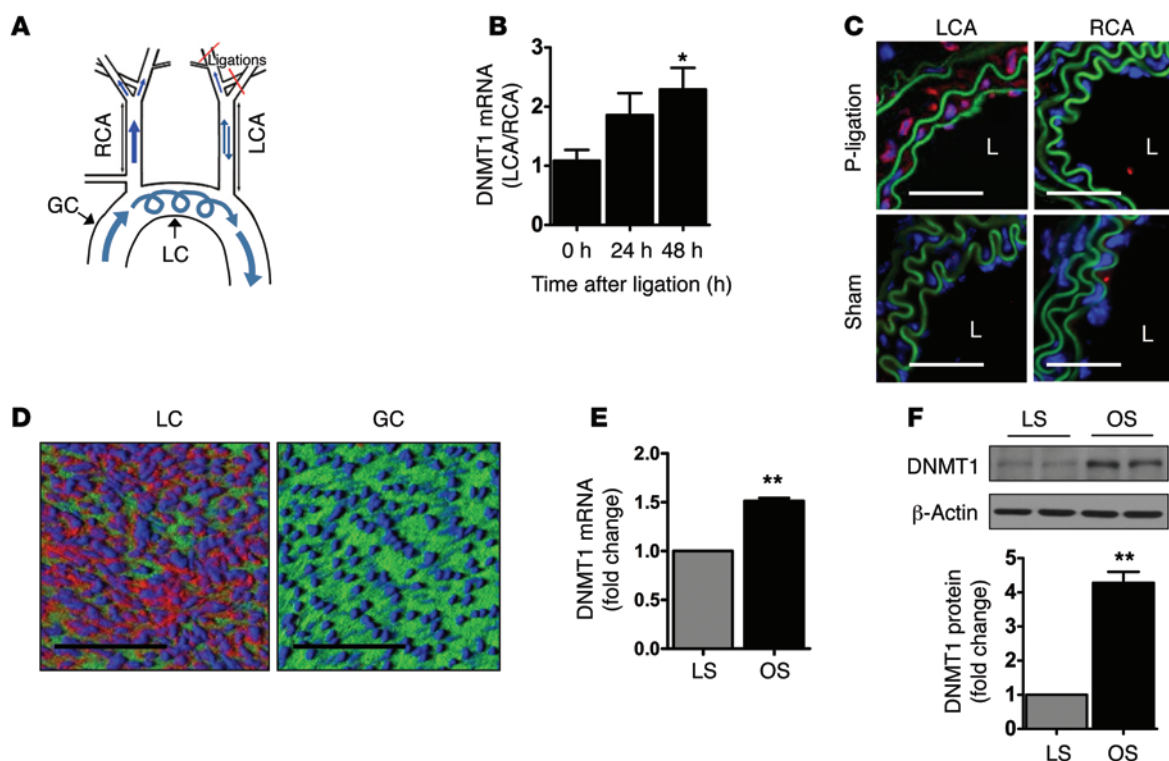 A
Ligations
RCA
LCA
GC
LC
B
DNMT1 mRNA
(LCA/RCA)
3
2
1
0
*
0 h 24 h 48 h
Time after ligation (h)
C
LCA RCA
P-ligation
L L
Sham
L L
D
LC GC
E
DNMT1 mRNA
(fold change)
2.0
1.5
1.0
0.5
0.0
**
LS OS
F
LS OS
DNMT1
β-Actin
DNMT1 protein
(fold change)
5
4
3
2
1
0
**
LS OS